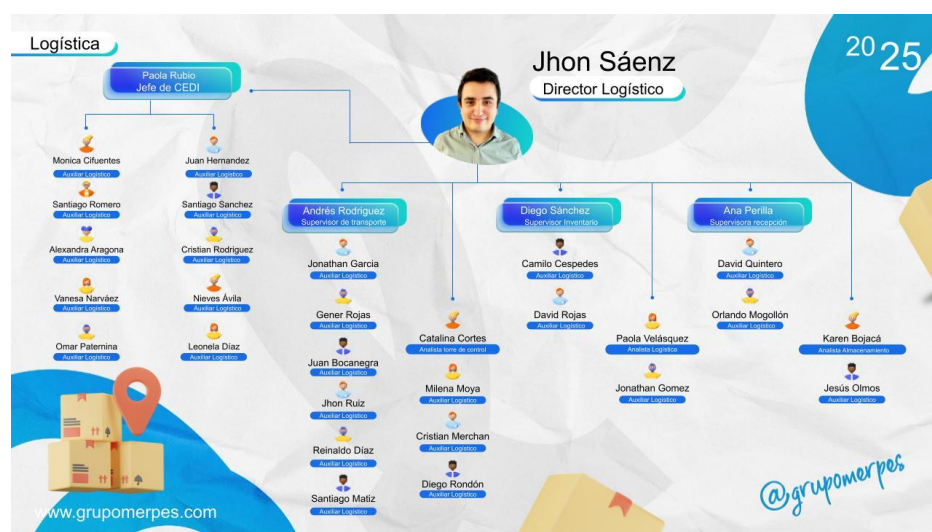 Logística
Jhon Sáenz
Director Logístico
2025
Paola Rubio
Jefe de CEDI
Monica Cifuentes
Auxiliar Logístico
Santiago Romero
Auxiliar Logístico
Alexandra Aragona
Auxiliar Logístico
Vanesa Narváez
Auxiliar Logístico
Omar Paternina
Auxiliar Logístico
Juan Hernandez
Auxiliar Logístico
Santiago Sanchez
Auxiliar Logístico
Cristian Rodriguez
Auxiliar Logístico
Nieves Ávila
Auxiliar Logístico
Leonela Díaz
Auxiliar Logístico
Andrés Rodríguez
Supervisor de transporte
Jonathan Garcia
Auxiliar Logístico
Gener Rojas
Auxiliar Logístico
Juan Bocanegra
Auxiliar Logístico
Jhon Ruiz
Auxiliar Logístico
Reinaldo Díaz
Auxiliar Logístico
Santiago Matiz
Auxiliar Logístico
Catalina Cortes
Analista torre de control
Milena Moya
Auxiliar Logístico
Cristian Merchan
Auxiliar Logístico
Diego Rondón
Auxiliar Logístico
Diego Sánchez
Supervisor Inventario
Camilo Cespedes
Auxiliar Logístico
David Rojas
Auxiliar Logístico
Paola Velásquez
Analista Logística
Jonathan Gomez
Auxiliar Logístico
Ana Perilla
Supervisora recepción
David Quintero
Auxiliar Logístico
Orlando Mogollón
Auxiliar Logístico
Karen Bojacá
Analista Almacenamiento
Jesús Olmos
Auxiliar Logístico
www.grupomerpes.com
@grupomerpes